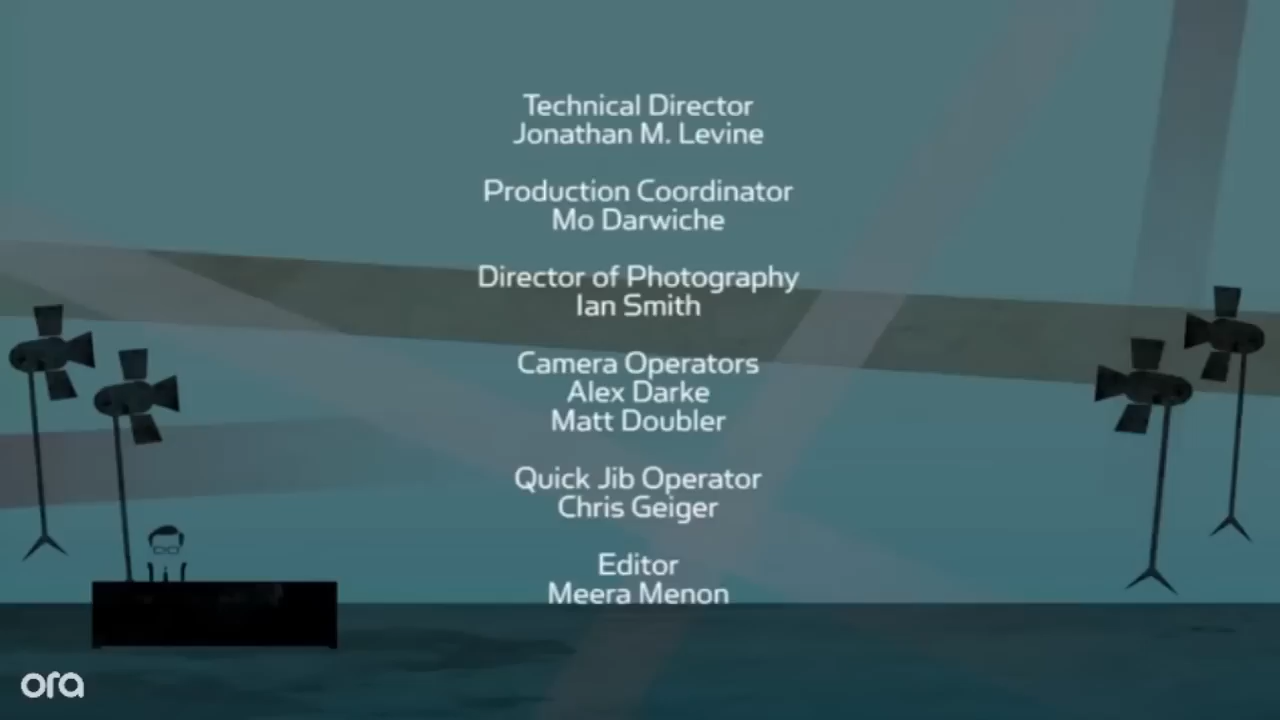 Technical Director
Jonathan M. Levine
Production Coordinator
Mo Darwiche
Director of Photography
Ian Smith
Camera Operators
Alex Darke
Matt Doubler
Quick Jib Operator
Chris Geiger
Editor
Meera Menon
ora